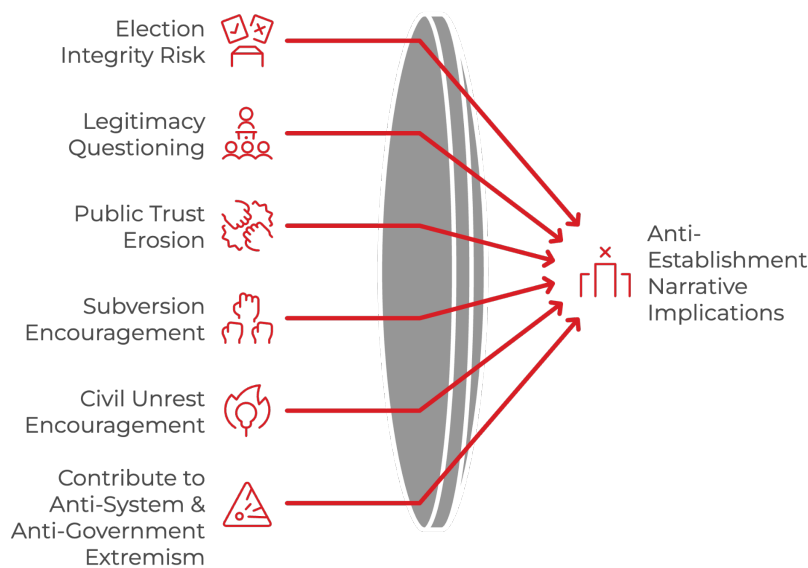 Election
Integrity Risk
Legitimacy
Questioning
Public Trust
Erosion
Subversion
Encouragement
Civil Unrest
Encouragement
Contribute to
Anti-System &
Anti-Government
Extremism
Anti-
Establishment
Narrative
Implications